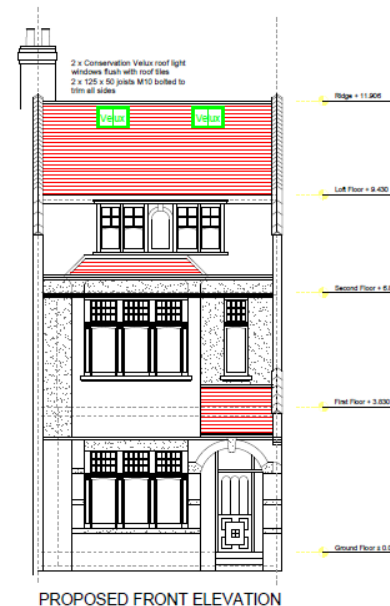 2 x Conservation Velux roof light
windows flush with roof tiles
2 x 125 x 50 joists M10 bolted to
trim all sides
Ridge + 11.906
Velux Velux
Loft Floor + 9.430
Second Floor + 6.
First Floor + 3.630
Ground Floor ± 0.0
PROPOSED FRONT ELEVATION